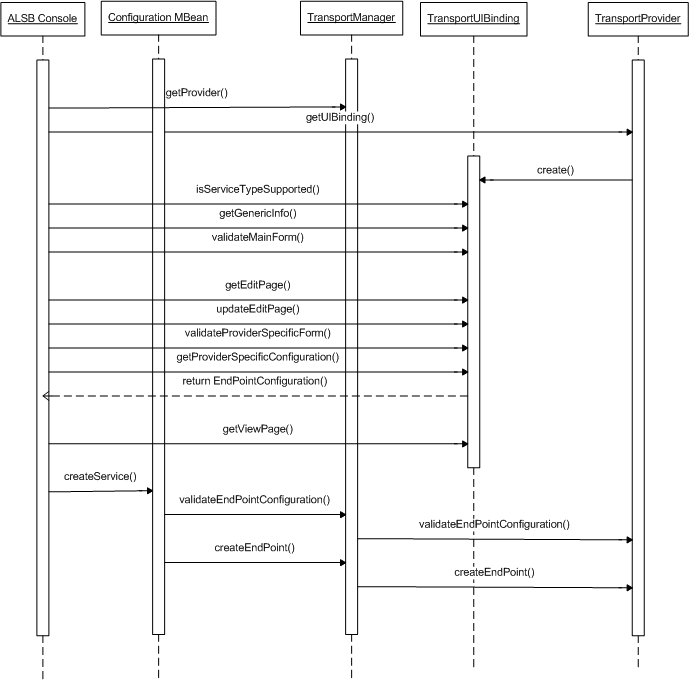 ALSB Console
Configuration MBean
TransportManager
TransportUIBinding
TransportProvider
getProvider()
getUIBinding()
create()
isServiceTypeSupported()
getGenericInfo()
validateMainForm()
getEditPage()
updateEditPage()
validateProviderSpecificForm()
getProviderSpecificConfiguration()
return EndPointConfiguration()
getViewPage()
createService()
validateEndPointConfiguration()
validateEndPointConfiguration()
createEndPoint()
createEndPoint()